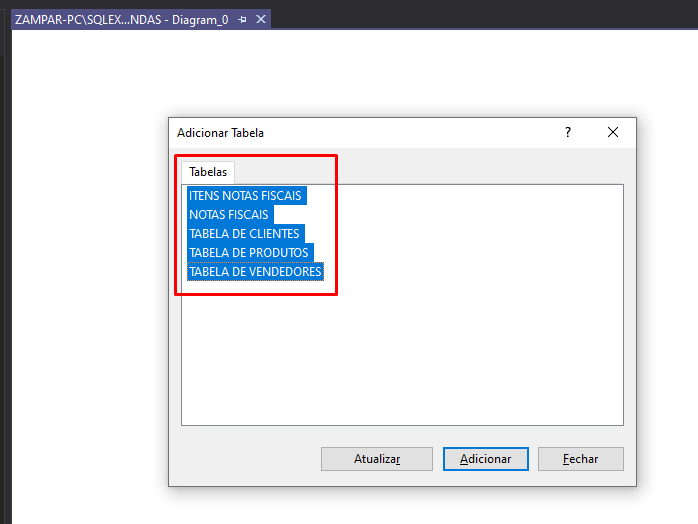 ZAMPAR-PC\SQLEX...NDAS - Diagram_0
Adicionar Tabela
?
Tabelas
ITENS NOTAS FISCAIS
NOTAS FISCAIS
TABELA DE CLIENTES
TABELA DE PRODUTOS
TABELA DE VENDEDORES
Atualizar Adicionar Fechar